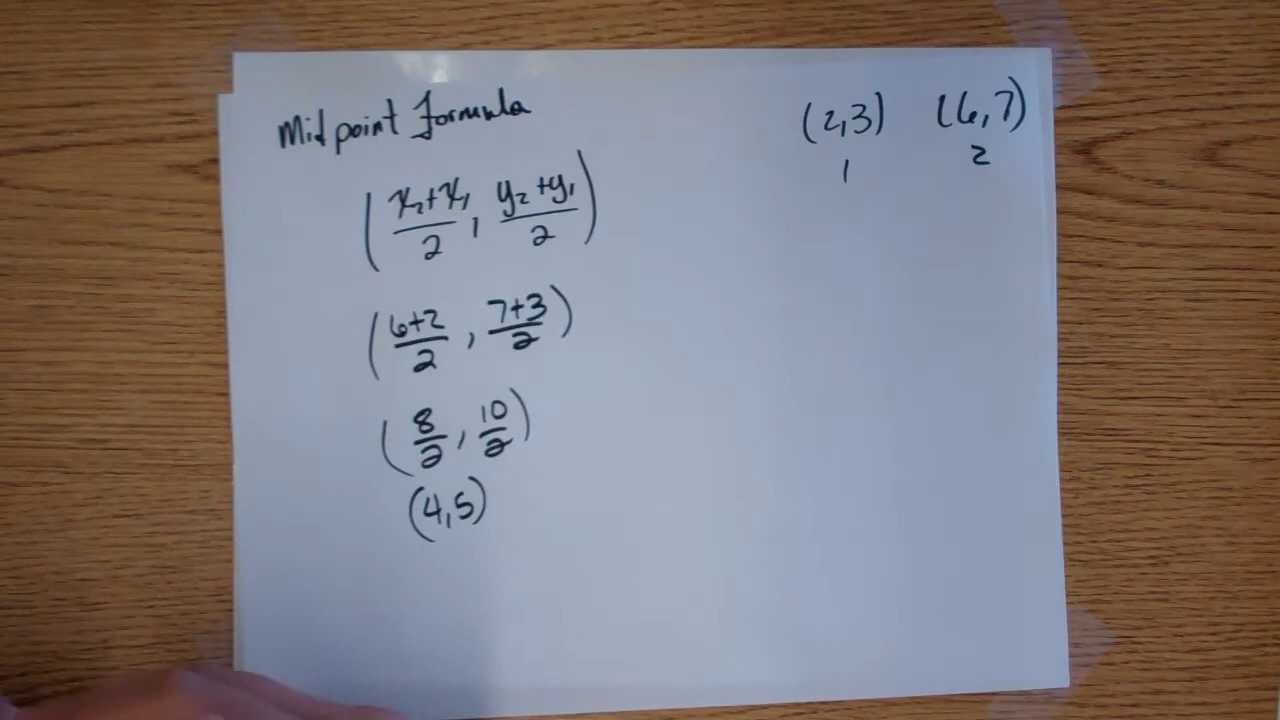 Midpoint formula
(2,3) (6,7)
1 2
(x₂+x₁/2, y₂+y₁/2)
(6+2/2, 7+3/2)
(8/2, 10/2)
(4,5)